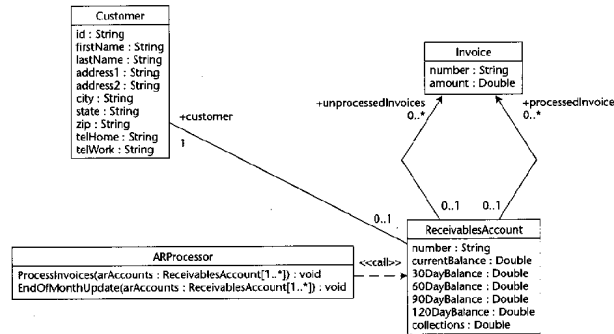 Customer
id : String
firstName : String
lastName : String
address1 : String
address2 : String
city : String
state : String
zip : String
telHome : String
telWork : String
+customer
1
0..1
Invoice
number : String
amount : Double
+unprocessedInvoices
0..*
+processedInvoice
0..*
0..1
0..1
ReceivablesAccount
number : String
currentBalance : Double
30DayBalance : Double
60DayBalance : Double
90DayBalance : Double
120DayBalance : Double
collections : Double
<<call>>
ARProcessor
ProcessInvoices(arAccounts : ReceivablesAccount[1..*]) : void
EndOfMonthUpdate(arAccounts : ReceivablesAccount[1..*]) : void